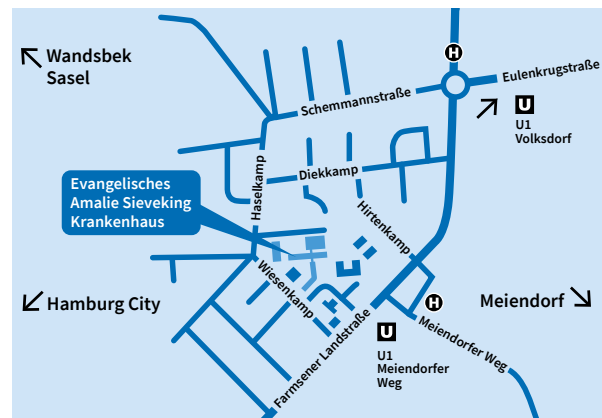 Wandsbek
Sasel
H
Eulenkrugstraße
Schemmannstraße
U
U1
Volksdorf
Diekkamp
Haselkamp
Evangelisches
Amalie Sieveking
Krankenhaus
Hirtenkamp
Wiesenkamp
Hamburg City
H
Meiendorf
U
U1
Meiendorfer
Weg
Meiendorfer Weg
Farmsener Landstraße